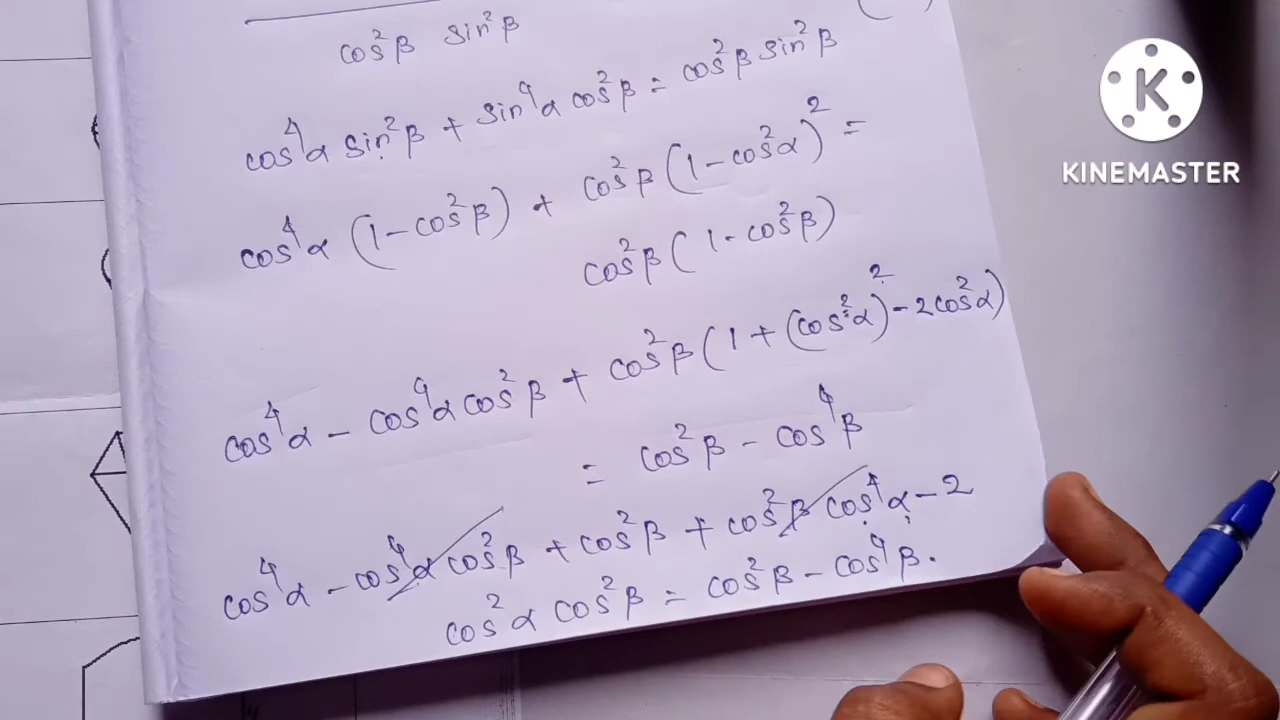 cos²β sin²β
cos⁴α sin²β + sin⁴α cos²β = cos²β sin²β
cos⁴α (1 - cos²β) + cos²β (1 - cos²α)² =
cos²β (1 - cos²β)
cos⁴α - cos⁴α cos²β + cos²β (1 + (cos²α)² - 2cos²α)
= cos²β - cos⁴β
cos⁴α - cos⁴α cos²β + cos²β + cos²β cos⁴α - 2
cos²α cos²β = cos²β - cos⁴β.
K
KINEMASTER